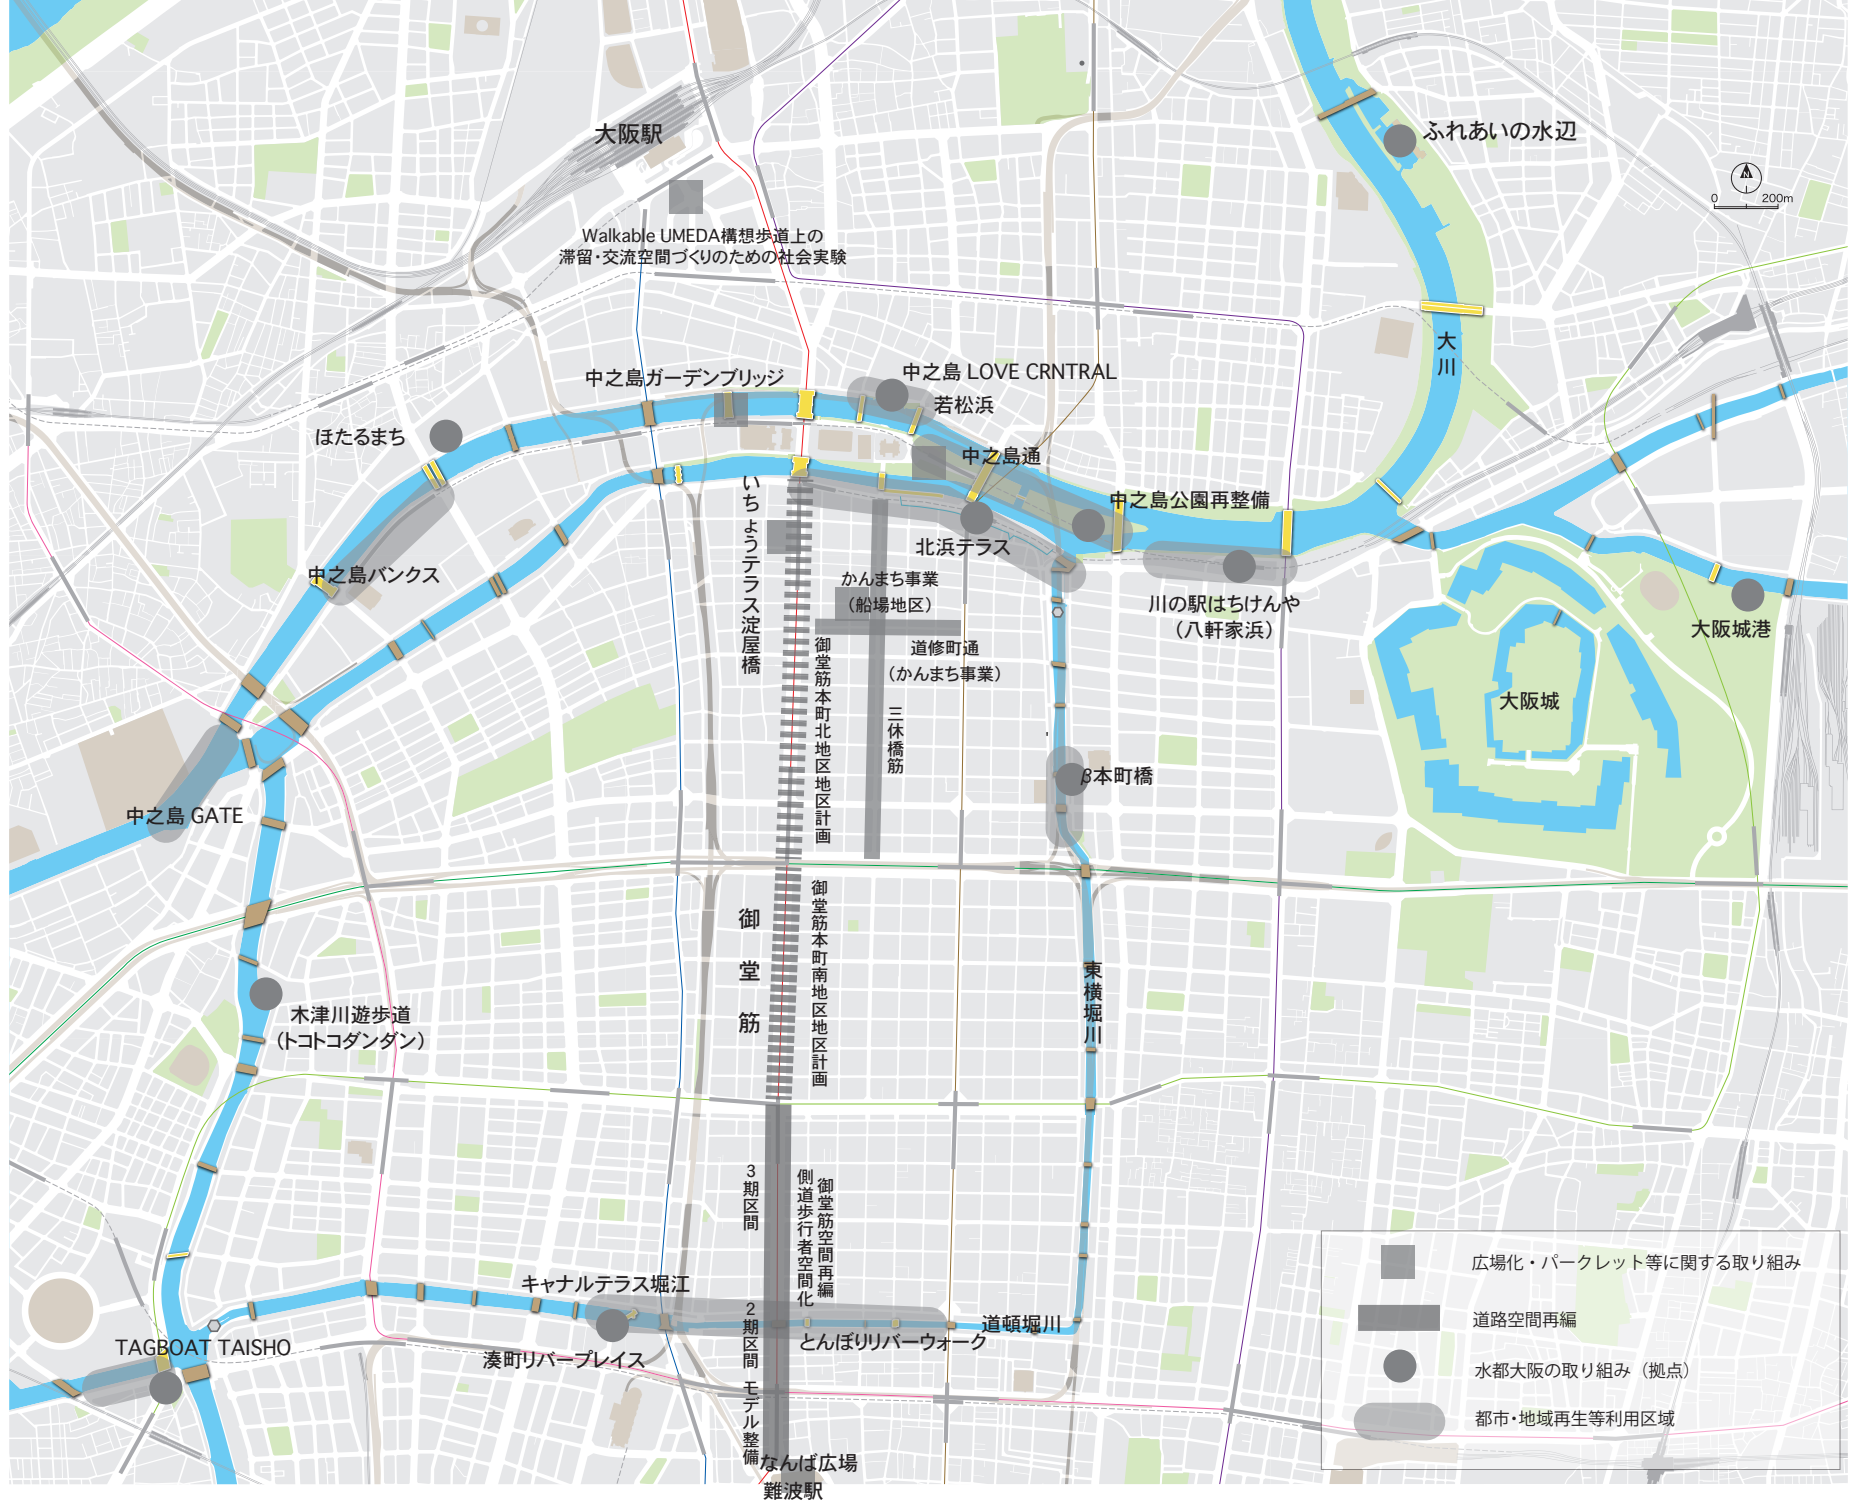 大阪駅
ふれあいの水辺
N
0 200m
Walkable UMEDA構想歩道上の
滞留・交流空間づくりのための社会実験
大川
中之島ガーデンブリッジ
中之島 LOVE CRNTRAL
若松浜
ほたるまち
中之島通
いちょうテラス淀屋橋
中之島公園再整備
北浜テラス
中之島バンクス
かんまち事業
（船場地区）
川の駅はちけんや
（八軒家浜）
大阪城港
道修町通
（かんまち事業）
御堂筋本町北地区地区計画
三休橋筋
大阪城
β本町橋
中之島 GATE
御堂筋
御堂筋本町南地区地区計画
東横堀川
木津川遊歩道
（トコトコダンダン）
3期区間
側道歩行者空間化
御堂筋空間再編
キャナルテラス堀江
2期区間
道頓堀川
とんぼりリバーウォーク
TAGBOAT TAISHO
湊町リバープレイス
モデル整備
なんば広場
難波駅
広場化・パークレット等に関する取り組み
道路空間再編
水都大阪の取り組み（拠点）
都市・地域再生等利用区域